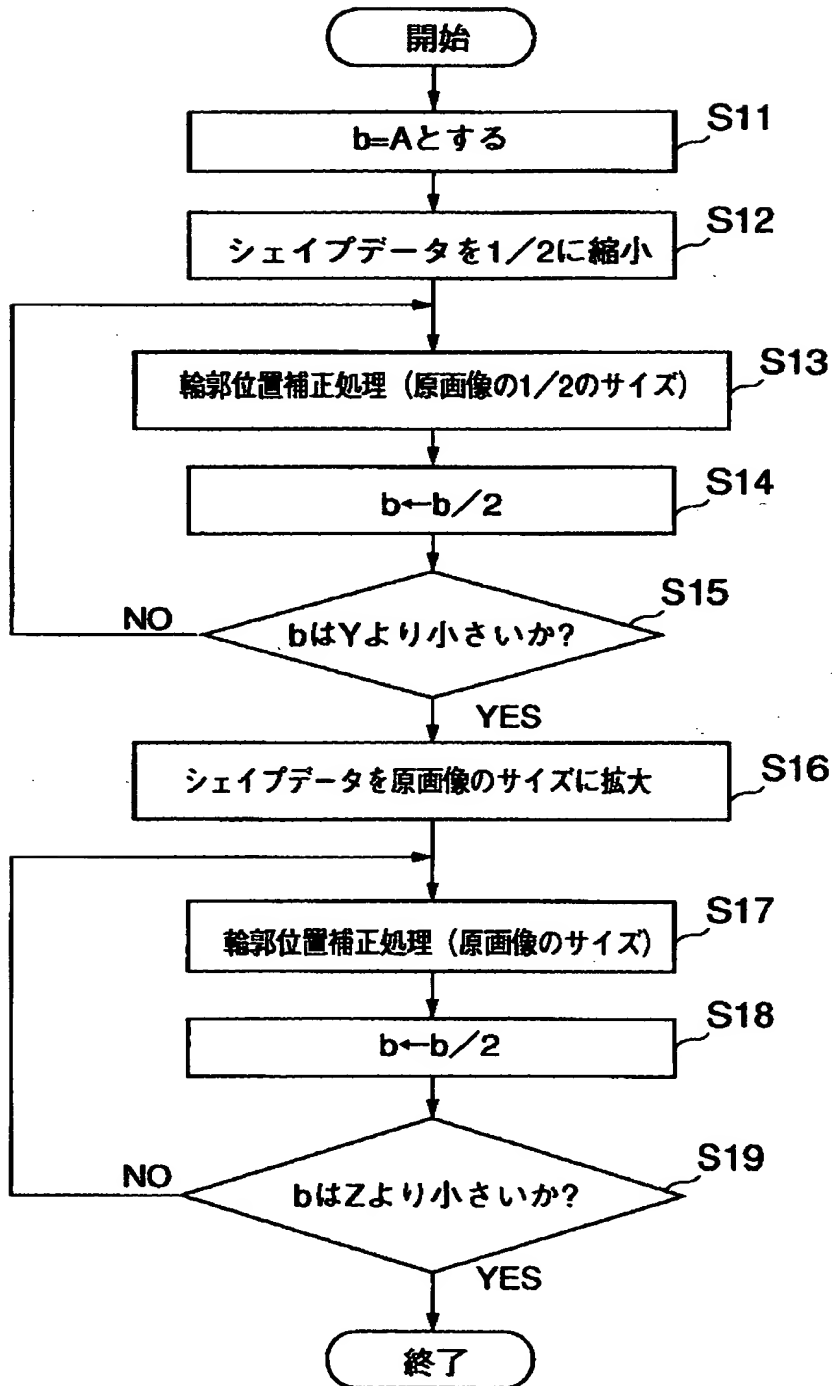 開始
S11
b=Aとする
S12
シェイプデータを1／2に縮小
S13
輪郭位置補正処理（原画像の1／2のサイズ）
S14
b←b／2
S15
bはYより小さいか?
NO
YES
S16
シェイプデータを原画像のサイズに拡大
S17
輪郭位置補正処理（原画像のサイズ）
S18
b←b／2
S19
bはZより小さいか?
NO
YES
終了